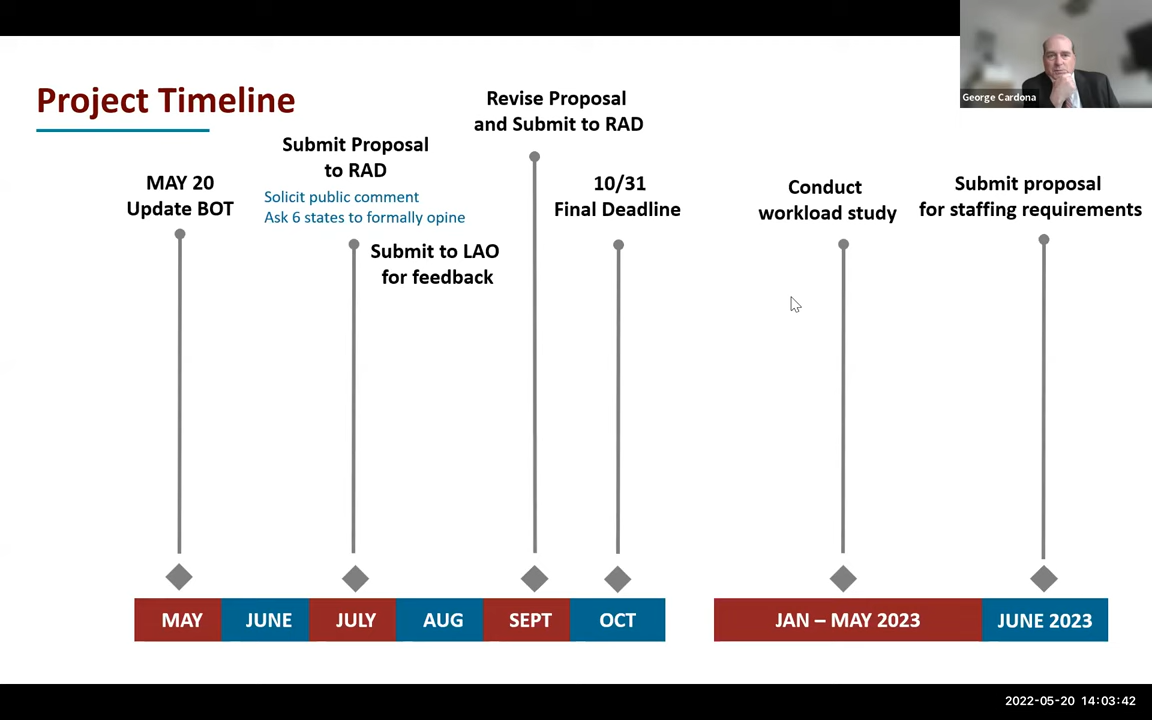 George Cardona
Project Timeline
MAY 20
Update BOT
Submit Proposal
to RAD
Solicit public comment
Ask 6 states to formally opine
Submit to LAO
for feedback
Revise Proposal
and Submit to RAD
10/31
Final Deadline
Conduct
workload study
Submit proposal
for staffing requirements
MAY
JUNE
JULY
AUG
SEPT
OCT
JAN – MAY 2023
JUNE 2023
2022-05-20 14:03:42